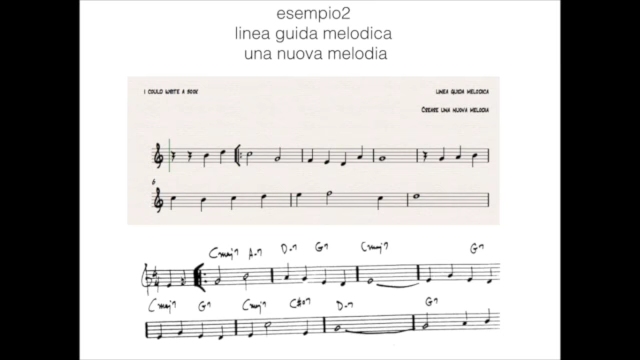 esempio2
linea guida melodica
una nuova melodia
I COULD WRITE A BOOK
LINEA GUIDA MELODICA
CREARE UNA NUOVA MELODIA
6
Cmaj7 A-7 D-7 G7 Cmaj7 G7
Cmaj7 G7 Cmaj7 C#o7 D-7 G7